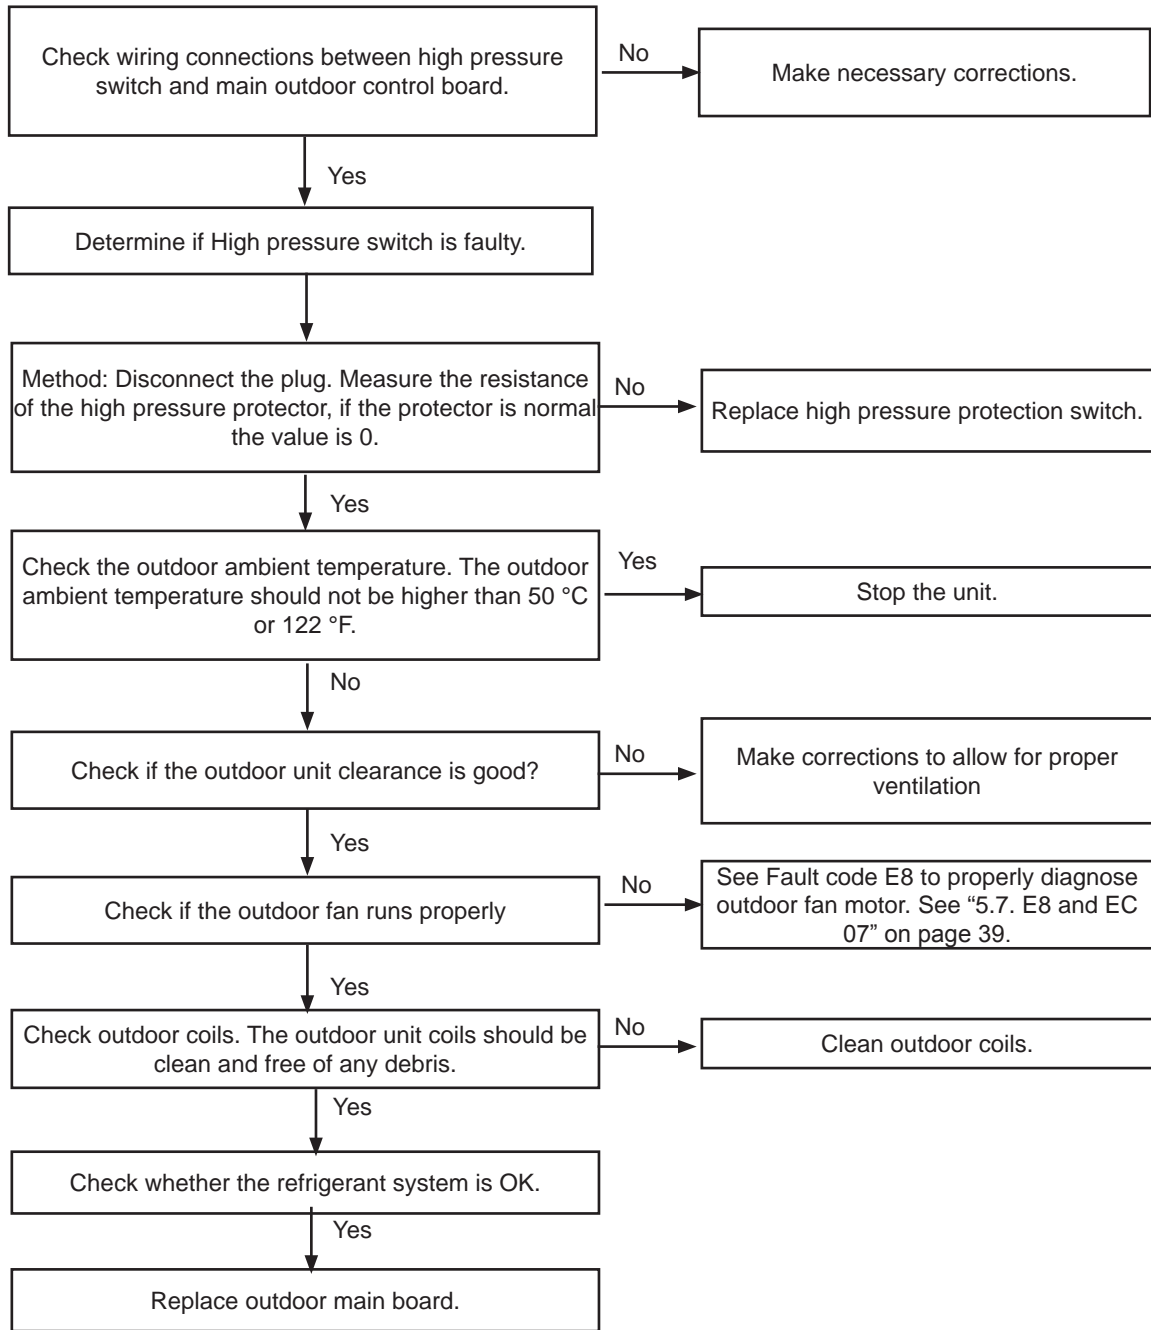 Check wiring connections between high pressure
switch and main outdoor control board.
No
Make necessary corrections.
Yes
Determine if High pressure switch is faulty.
Method: Disconnect the plug. Measure the resistance
of the high pressure protector, if the protector is normal
the value is 0.
No
Replace high pressure protection switch.
Yes
Check the outdoor ambient temperature. The outdoor
ambient temperature should not be higher than 50 °C
or 122 °F.
Yes
Stop the unit.
No
Check if the outdoor unit clearance is good?
No
Make corrections to allow for proper
ventilation
Yes
Check if the outdoor fan runs properly
No
See Fault code E8 to properly diagnose
outdoor fan motor. See “5.7. E8 and EC
07” on page 39.
Yes
Check outdoor coils. The outdoor unit coils should be
clean and free of any debris.
No
Clean outdoor coils.
Yes
Check whether the refrigerant system is OK.
Yes
Replace outdoor main board.